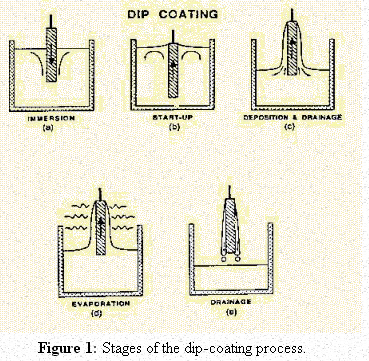 DIP COATING
IMMERSION
(a)
START-UP
(b)
DEPOSITION & DRAINAGE
(c)
EVAPORATION
(d)
DRAINAGE
(e)
Figure 1: Stages of the dip-coating process.